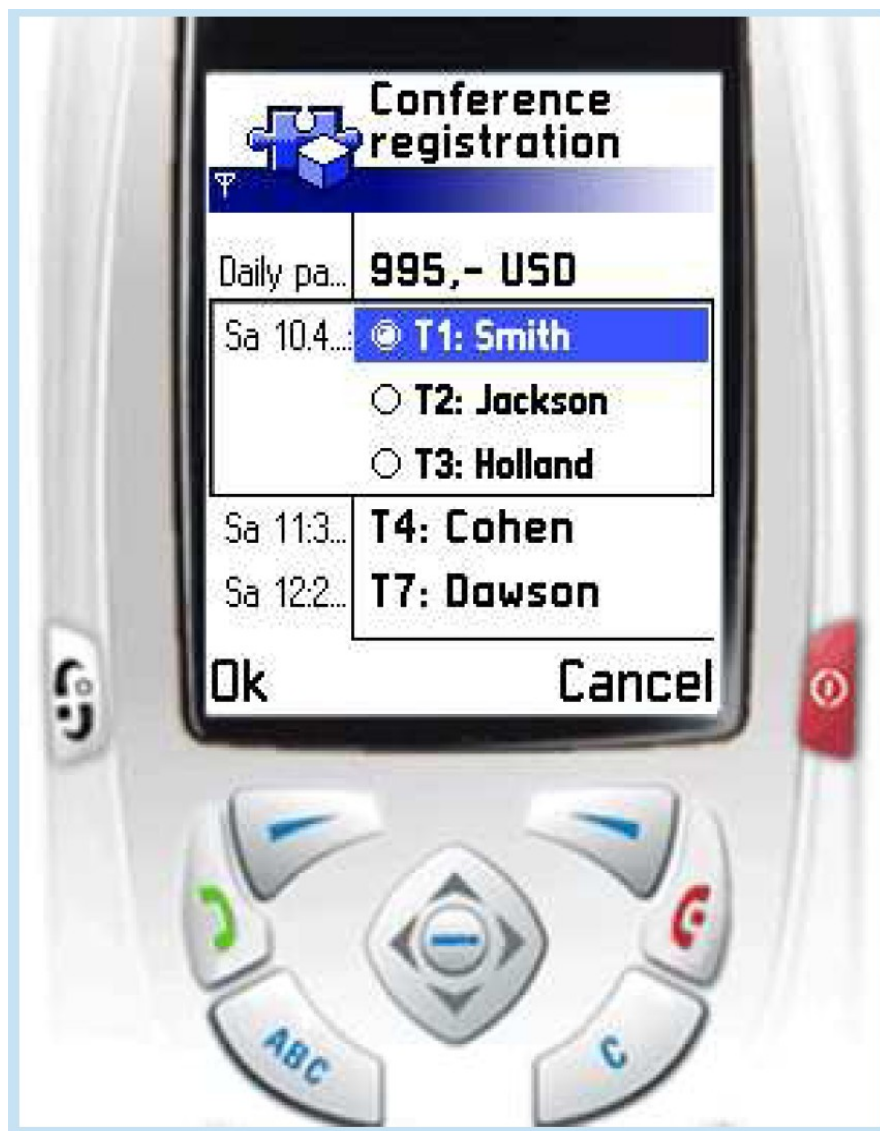 Conference
registration
Daily pa... 995,- USD
Sa 10.4...: T1: Smith
T2: Jackson
T3: Holland
Sa 11:3... T4: Cohen
Sa 12:2... T7: Dawson
Ok Cancel
ABC C